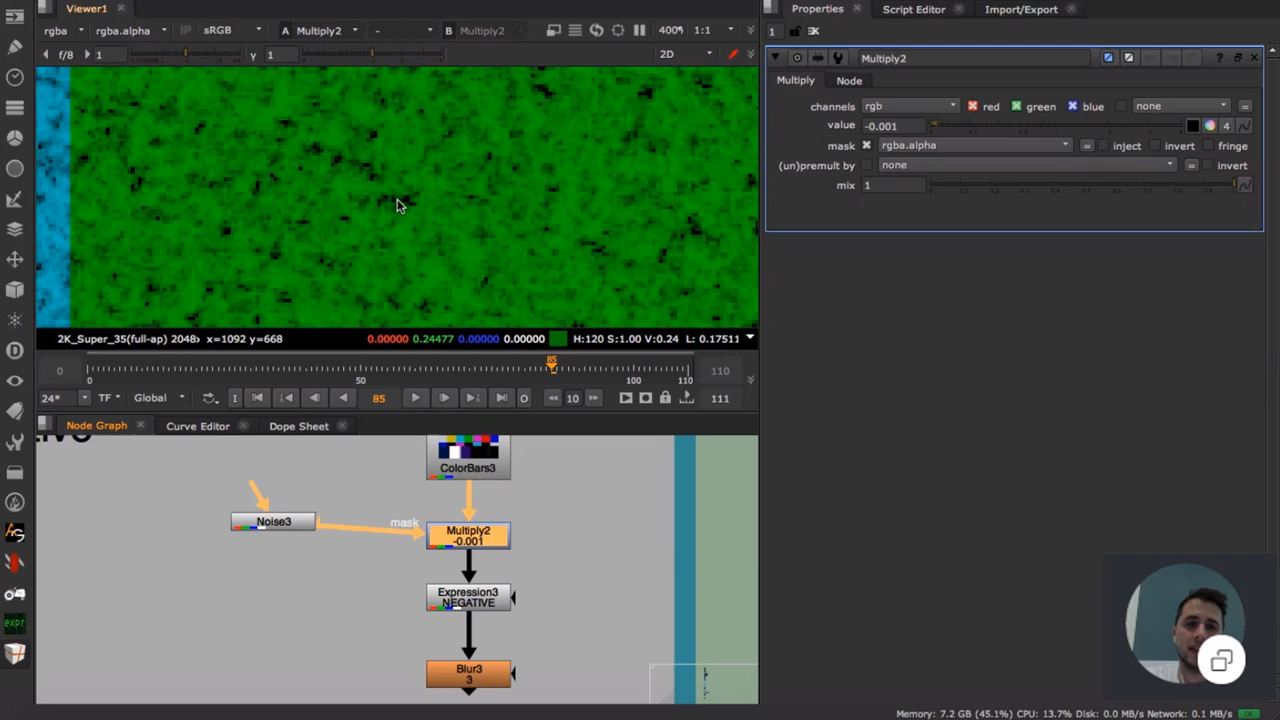 Viewer1
Properties Script Editor Import/Export
rgba rgba.alpha IP sRGB A Multiply2 - B Multiply2 400% 1:1
1
f/8 1 Y 1 2D
Multiply2
Multiply Node
channels rgb red green blue none =
value -0.001 4
mask rgba.alpha = inject invert fringe
(un)premult by none = invert
mix 1
2K_Super_35(full-ap) 2048› x=1092 y=668 0.00000 0.24477 0.00000 0.00000 H:120 S:1.00 V:0.24 L: 0.17511
0 85 110
0 50 100 110
24* TF Global I 85 O 10 111
Node Graph Curve Editor Dope Sheet
ColorBars3
Noise3 mask Multiply2
-0.001
Expression3
NEGATIVE
Blur3
3
expr
Memory: 7.2 GB (45.1%) CPU: 13.7% Disk: 0.0 MB/s Network: 0.1 MB/s